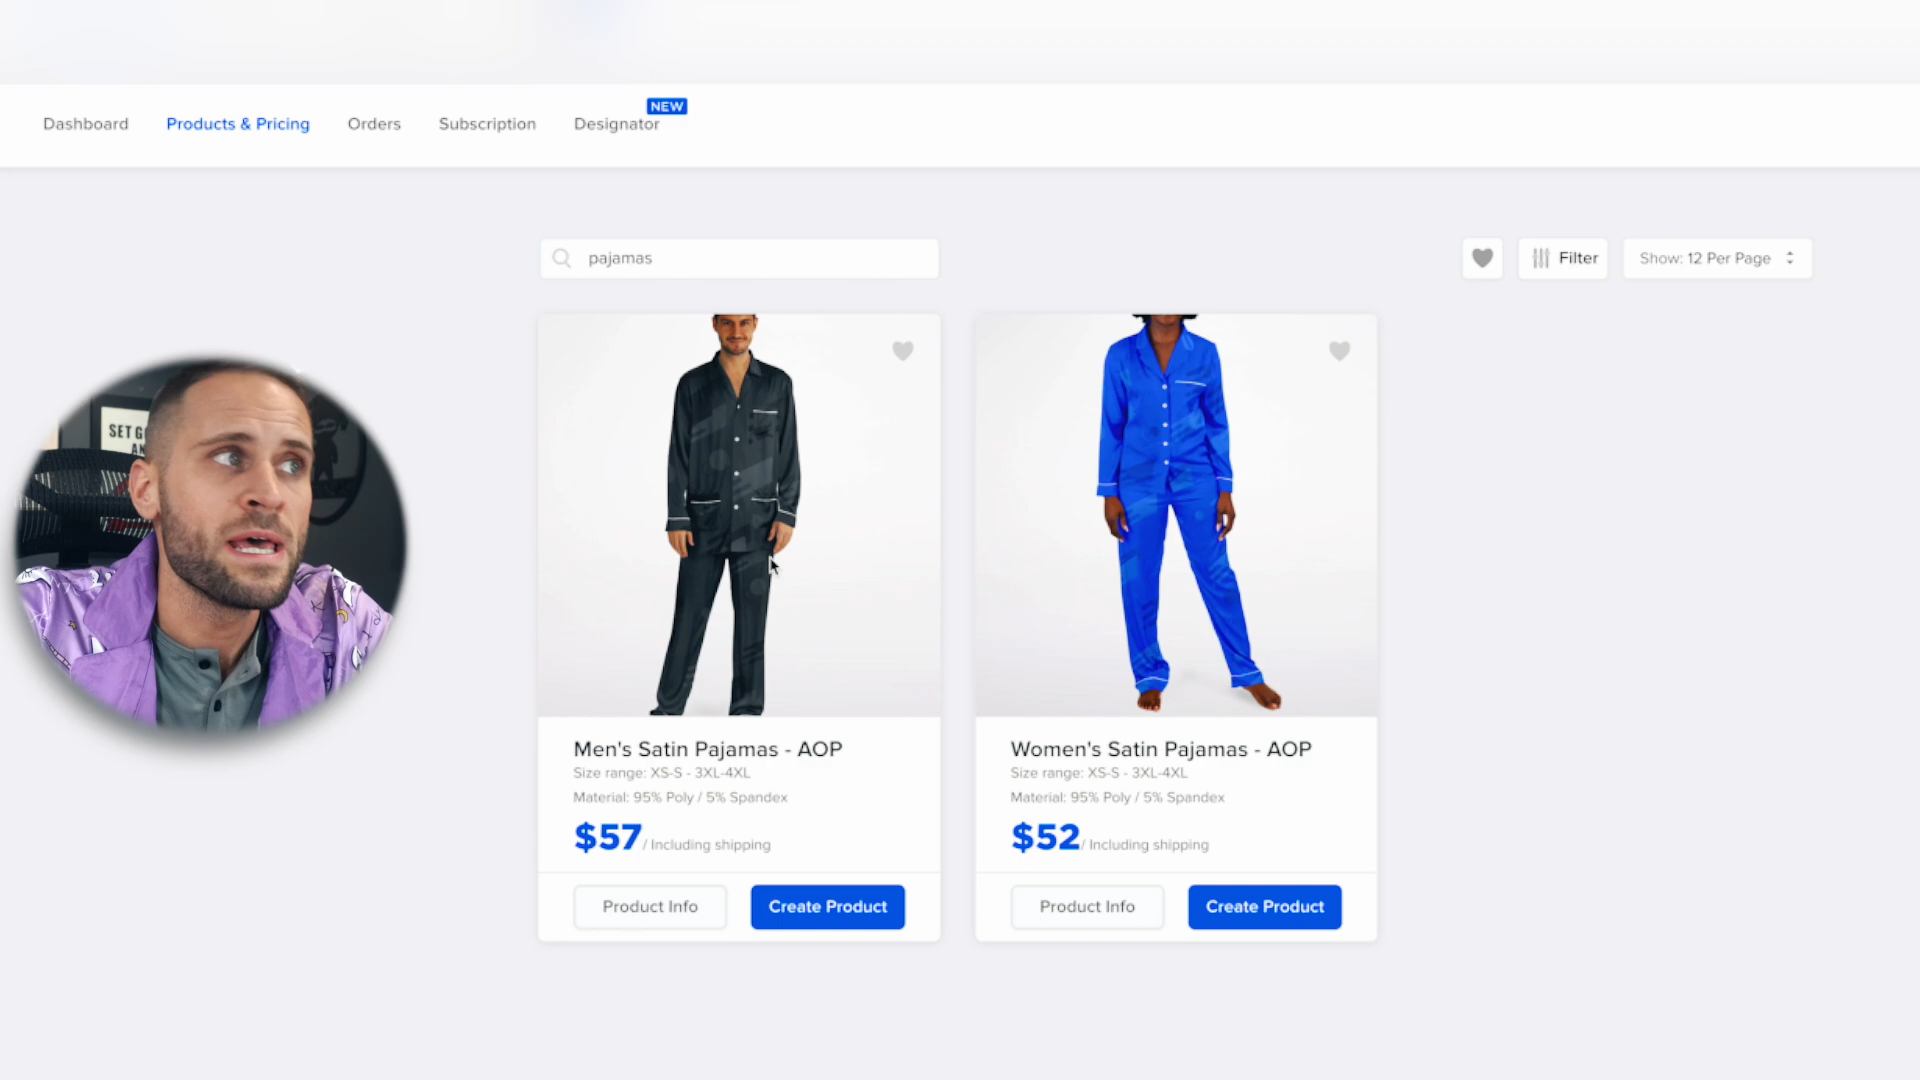 NEW
Dashboard Products & Pricing Orders Subscription Designator
pajamas
Filter
Show: 12 Per Page
SET G
AN
Men's Satin Pajamas - AOP
Size range: XS-S - 3XL-4XL
Material: 95% Poly / 5% Spandex
$57 / Including shipping
Product Info
Create Product
Women's Satin Pajamas - AOP
Size range: XS-S - 3XL-4XL
Material: 95% Poly / 5% Spandex
$52 / Including shipping
Product Info
Create Product